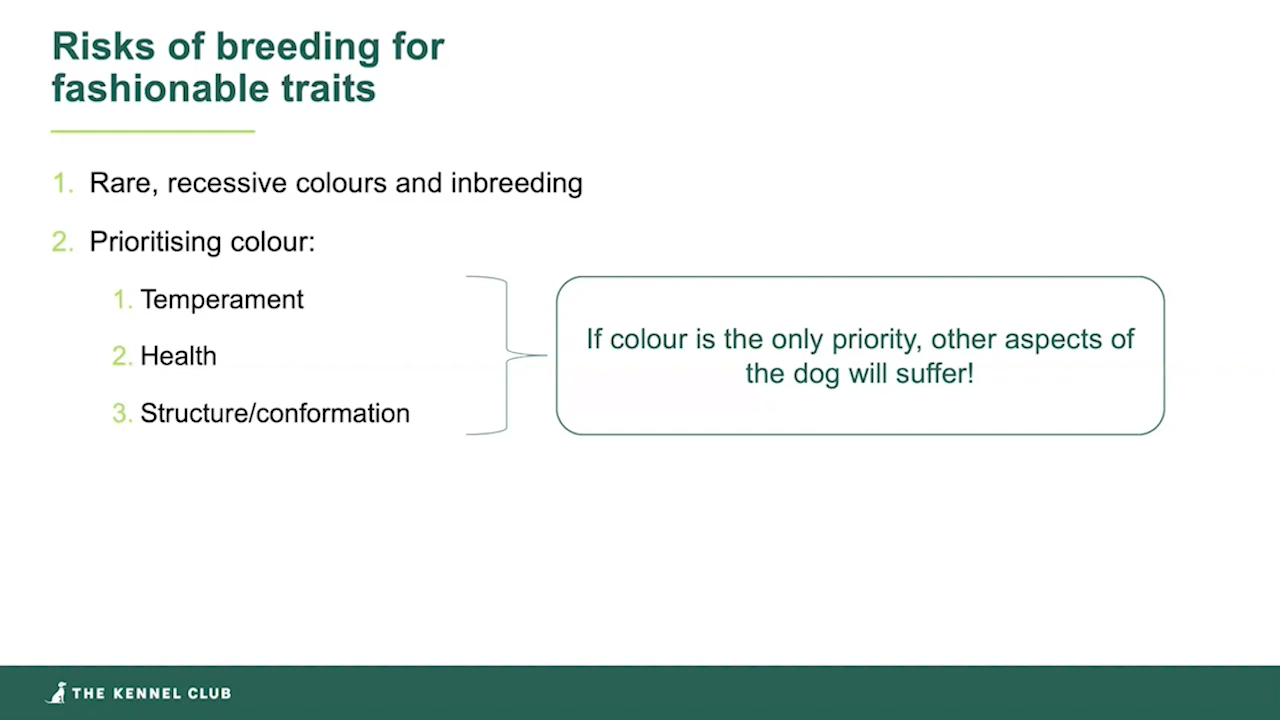 Risks of breeding for
fashionable traits
1. Rare, recessive colours and inbreeding
2. Prioritising colour:
1. Temperament
2. Health
3. Structure/conformation
If colour is the only priority, other aspects of
the dog will suffer!
THE KENNEL CLUB